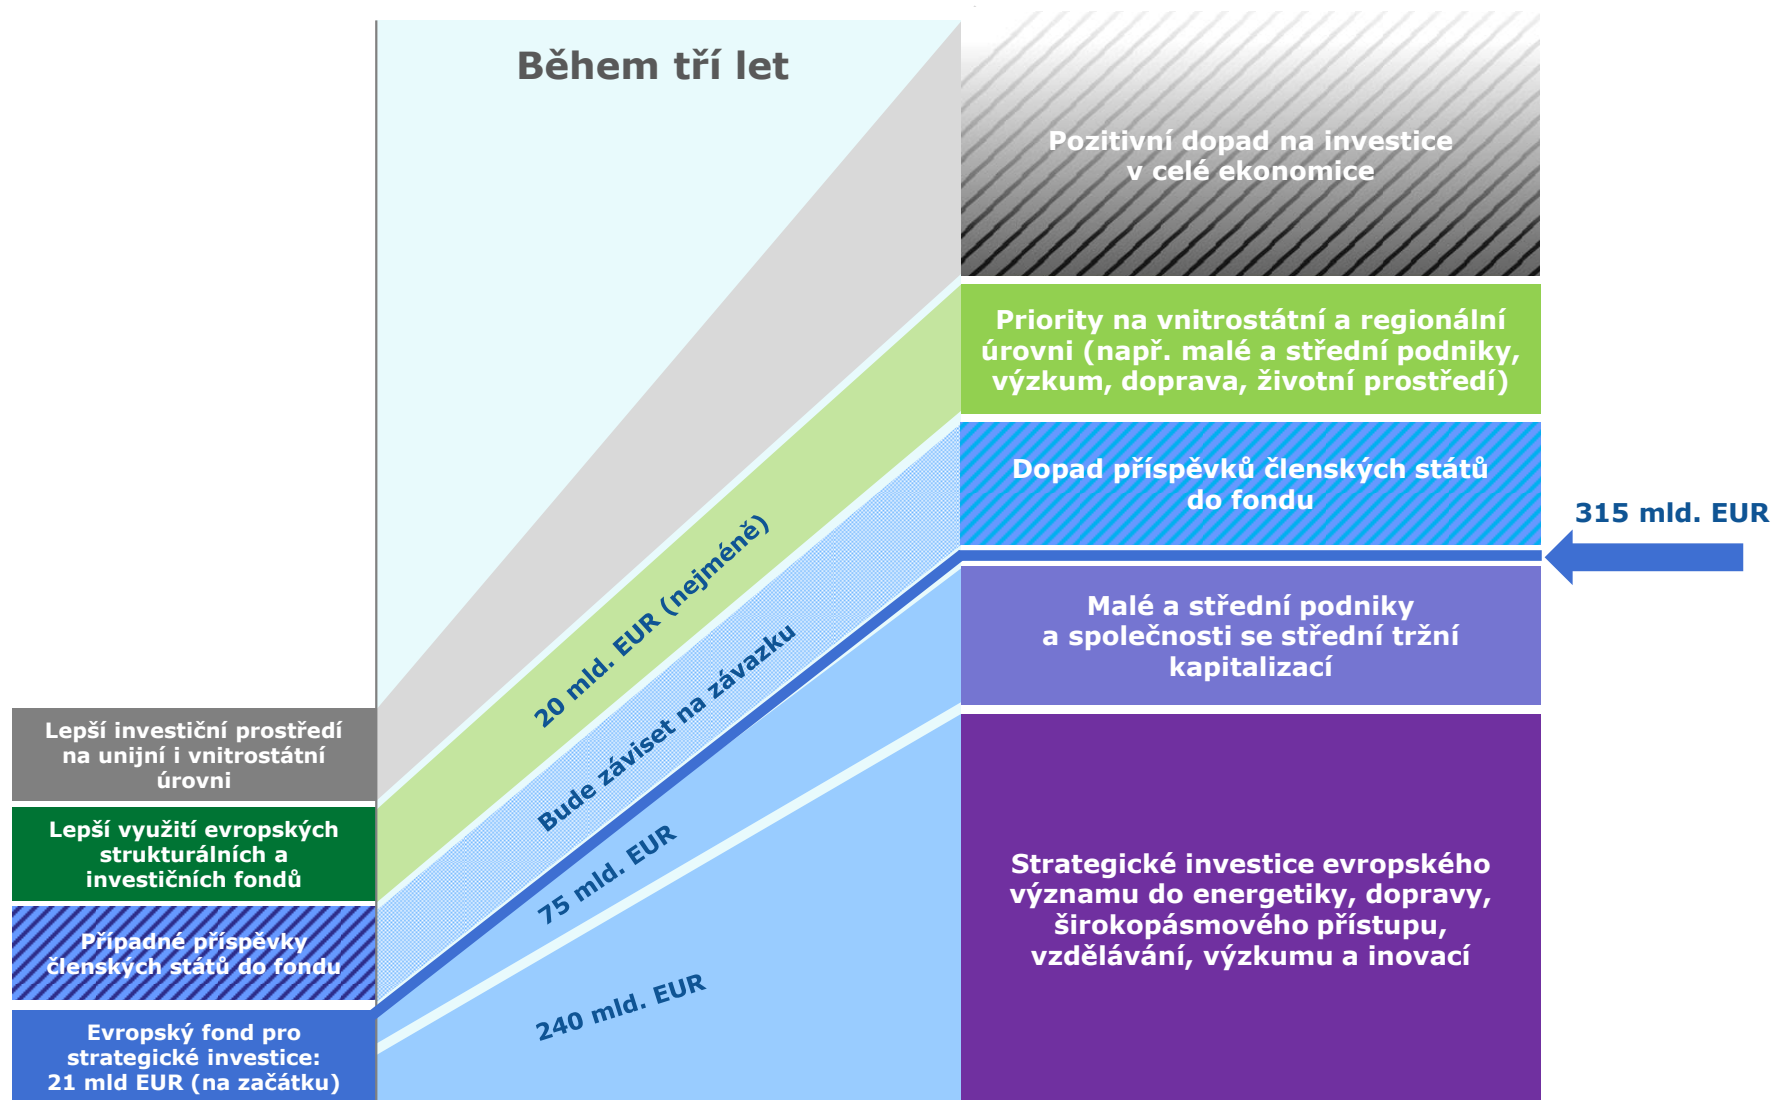 Během tří let
Pozitivní dopad na investice
v celé ekonomice
Priority na vnitrostátní a regionální
úrovni (např. malé a střední podniky,
výzkum, doprava, životní prostředí)
Dopad příspěvků členských států
do fondu
315 mld. EUR
Malé a střední podniky
a společnosti se střední tržní
kapitalizací
Strategické investice evropského
významu do energetiky, dopravy,
širokopásmového přístupu,
vzdělávání, výzkumu a inovací
20 mld. EUR (nejméně)
Bude záviset na závazku
75 mld. EUR
240 mld. EUR
Lepší investiční prostředí
na unijní i vnitrostátní
úrovni
Lepší využití evropských
strukturálních a
investičních fondů
Případné příspěvky
členských států do fondu
Evropský fond pro
strategické investice:
21 mld EUR (na začátku)